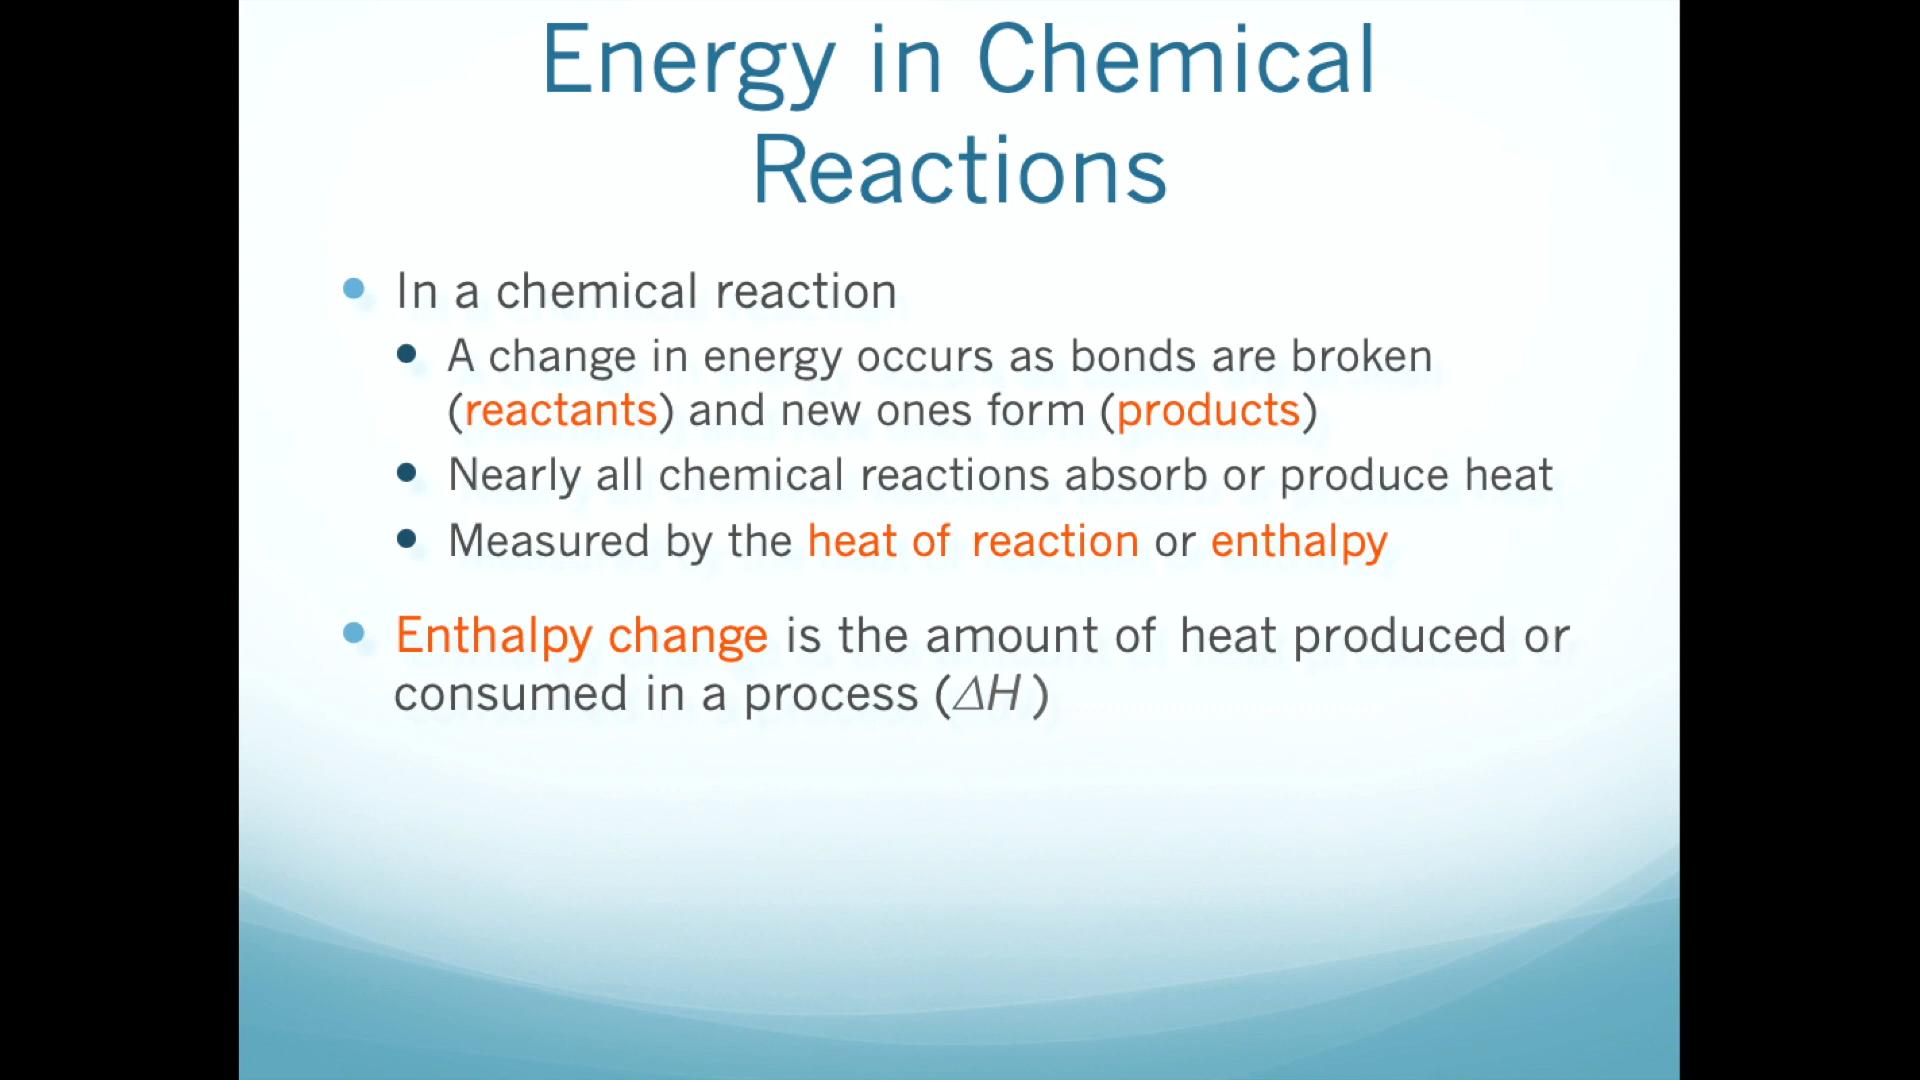 Energy in Chemical
Reactions
• In a chemical reaction
• A change in energy occurs as bonds are broken
(reactants) and new ones form (products)
• Nearly all chemical reactions absorb or produce heat
• Measured by the heat of reaction or enthalpy
• Enthalpy change is the amount of heat produced or
consumed in a process (ΔH)